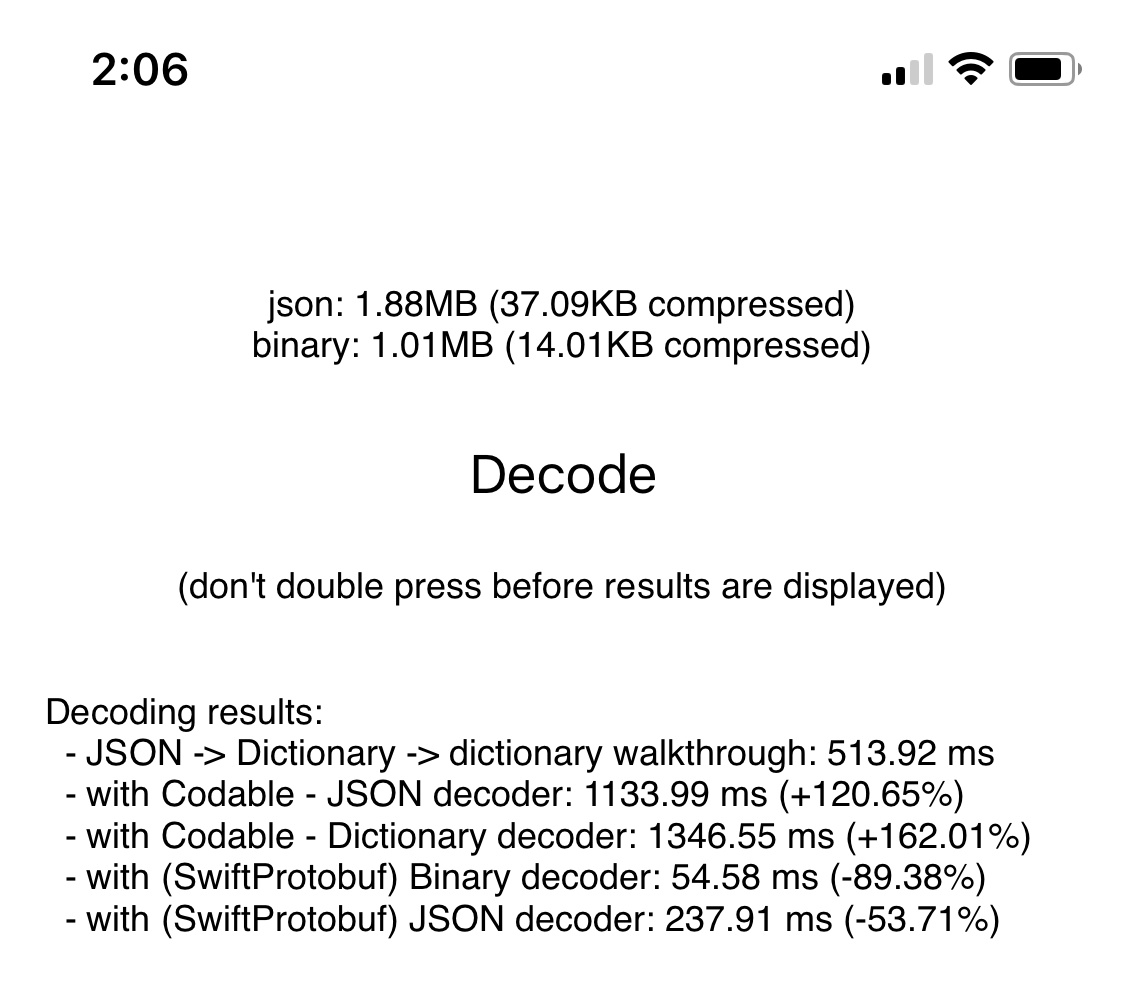 2:06
json: 1.88MB (37.09KB compressed)
binary: 1.01MB (14.01KB compressed)
Decode
(don't double press before results are displayed)
Decoding results:
- JSON -> Dictionary -> dictionary walkthrough: 513.92 ms
- with Codable - JSON decoder: 1133.99 ms (+120.65%)
- with Codable - Dictionary decoder: 1346.55 ms (+162.01%)
- with (SwiftProtobuf) Binary decoder: 54.58 ms (-89.38%)
- with (SwiftProtobuf) JSON decoder: 237.91 ms (-53.71%)